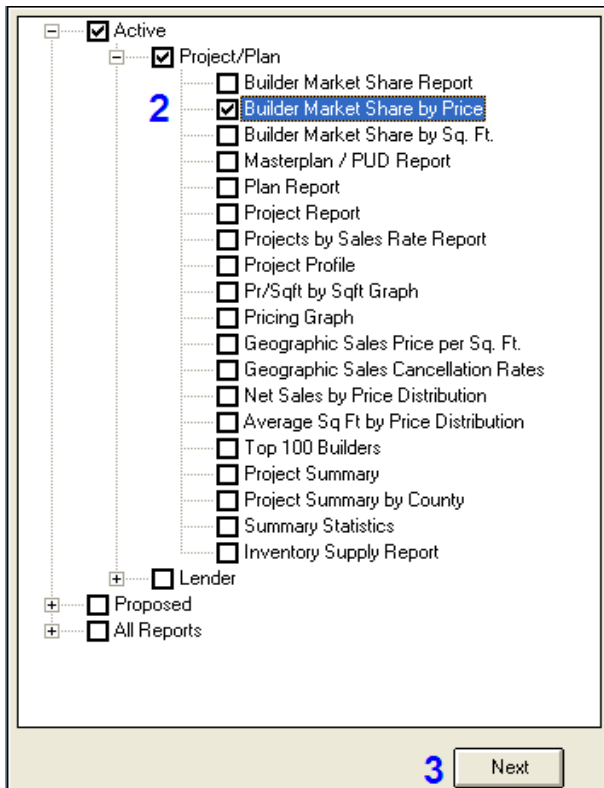 Active
Project/Plan
Builder Market Share Report
2 Builder Market Share by Price
Builder Market Share by Sq. Ft.
Masterplan / PUD Report
Plan Report
Project Report
Projects by Sales Rate Report
Project Profile
Pr/Sqft by Sqft Graph
Pricing Graph
Geographic Sales Price per Sq. Ft.
Geographic Sales Cancellation Rates
Net Sales by Price Distribution
Average Sq Ft by Price Distribution
Top 100 Builders
Project Summary
Project Summary by County
Summary Statistics
Inventory Supply Report
Lender
Proposed
All Reports
3 Next